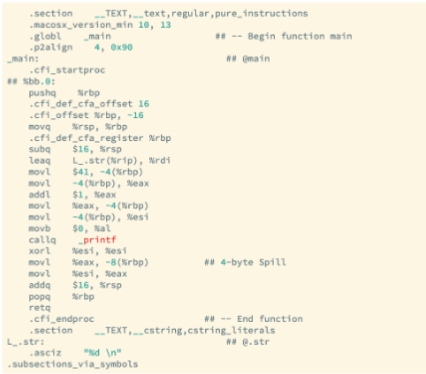 .section    __TEXT,__text,regular,pure_instructions
.macosx_version_min 10, 13
.globl    _main                   ## -- Begin function main
.p2align    4, 0x90
_main:                                  ## @main
.cfi_startproc
## %bb.0:
pushq    %rbp
.cfi_def_cfa_offset 16
.cfi_offset %rbp, -16
movq    %rsp, %rbp
.cfi_def_cfa_register %rbp
subq    $16, %rsp
leaq    L_.str(%rip), %rdi
movl    $41, -4(%rbp)
movl    -4(%rbp), %eax
addl    $1, %eax
movl    %eax, -4(%rbp)
movl    -4(%rbp), %esi
movb    $0, %al
callq    _printf
xorl    %esi, %esi
movl    %eax, -8(%rbp)          ## 4-byte Spill
movl    %esi, %eax
addq    $16, %rsp
popq    %rbp
retq
.cfi_endproc                    ## -- End function
.section    __TEXT,__cstring,cstring_literals
L_.str:                                 ## @.str
.asciz    "%d \n"
.subsections_via_symbols